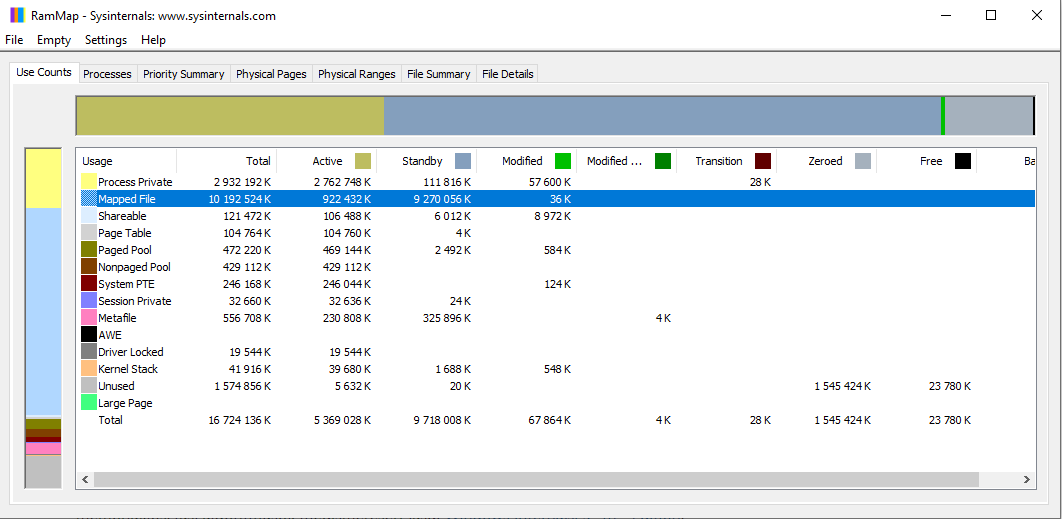 RamMap - Sysinternals: www.sysinternals.com
File Empty Settings Help
Use Counts Processes Priority Summary Physical Pages Physical Ranges File Summary File Details
Usage Total Active Standby Modified Modified ... Transition Zeroed Free Ba
Process Private 2 932 192 K 2 762 748 K 111 816 K 57 600 K 28 K
Mapped File 10 192 524 K 922 432 K 9 270 056 K 36 K
Shareable 121 472 K 106 488 K 6 012 K 8 972 K
Page Table 104 764 K 104 760 K 4 K
Paged Pool 472 220 K 469 144 K 2 492 K 584 K
Nonpaged Pool 429 112 K 429 112 K
System PTE 246 168 K 246 044 K 124 K
Session Private 32 660 K 32 636 K 24 K
Metafile 556 708 K 230 808 K 325 896 K 4 K
AWE
Driver Locked 19 544 K 19 544 K
Kernel Stack 41 916 K 39 680 K 1 688 K 548 K
Unused 1 574 856 K 5 632 K 20 K 1 545 424 K 23 780 K
Large Page
Total 16 724 136 K 5 369 028 K 9 718 008 K 67 864 K 4 K 28 K 1 545 424 K 23 780 K